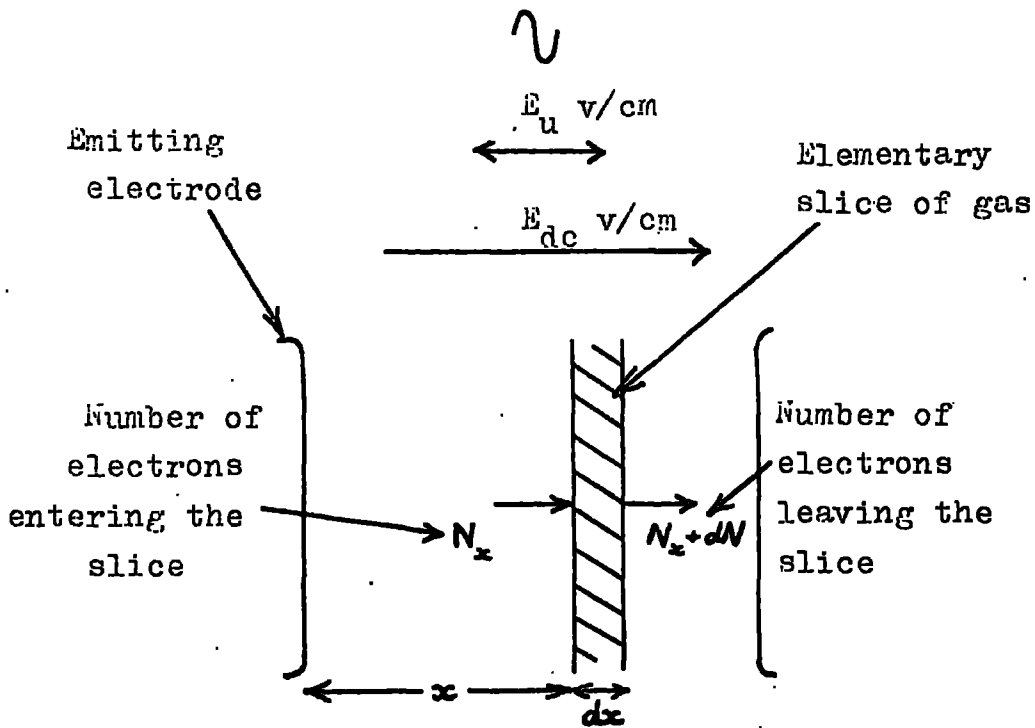 E_u v/cm
Emitting
electrode
Elementary
slice of gas
E_dc v/cm
Number of
electrons
entering the
slice
N_x
N_x+dN
Number of
electrons
leaving the
slice
x
dx